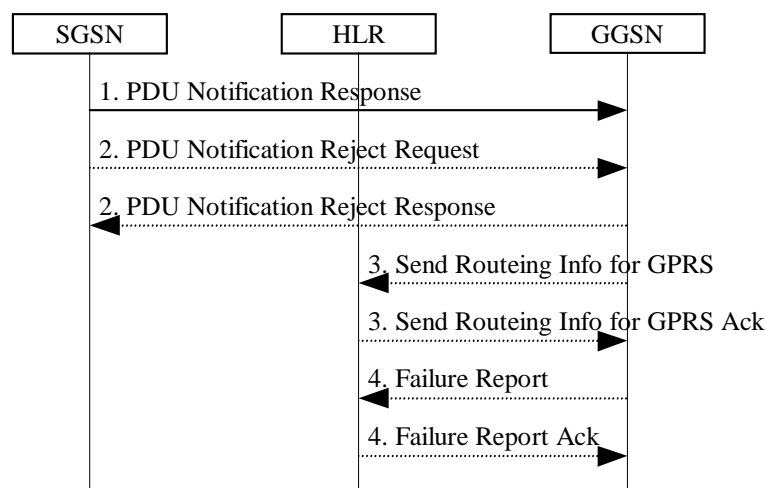 SGSN
HLR
GGSN
1. PDU Notification Response
2. PDU Notification Reject Request
2. PDU Notification Reject Response
3. Send Routeing Info for GPRS
3. Send Routeing Info for GPRS Ack
4. Failure Report
4. Failure Report Ack